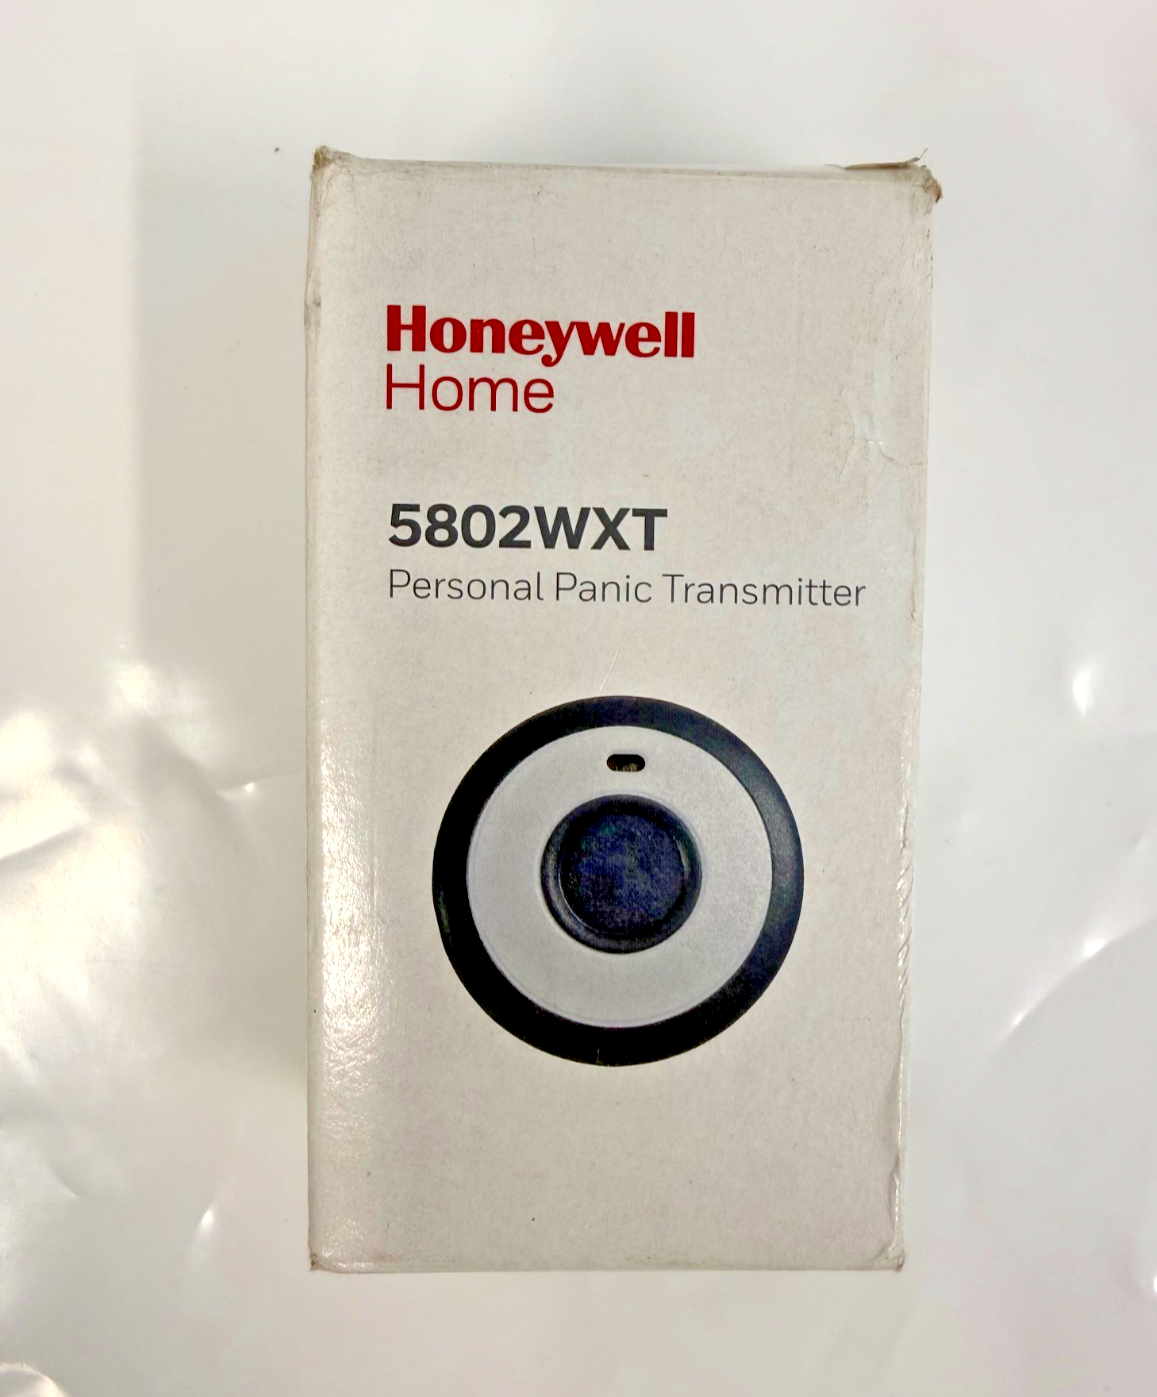 Honeywell
Home
5802WXT
Personal Panic Transmitter